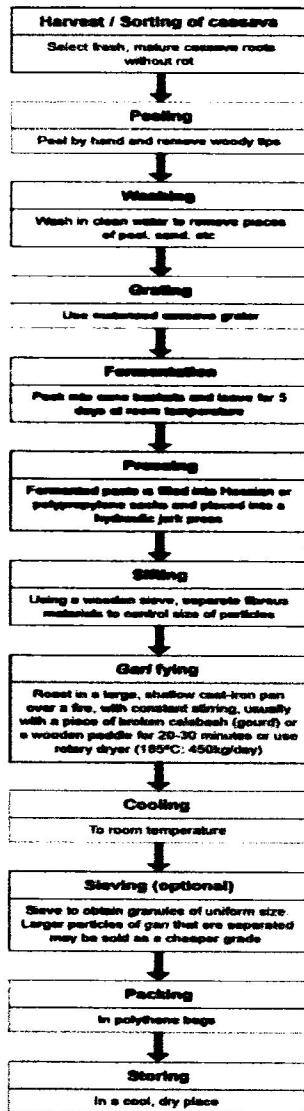 Harvest / Sorting of cassava
Select fresh, mature cassava roots
without rot
Peeling
Peel by hand and remove woody tips
Washing
Wash in clean water to remove pieces
of peel, sand, etc
Grating
Use motorized cassava grater
Fermentation
Pack into cane baskets and leave for 5
days at room temperature
Pressing
Fermented paste is filled into Hessian or
polypropylene sacks and placed into a
hydraulic jerk press
Sifting
Using a wooden sieve, separate fibrous
materials to control size of particles
Gari fying
Roast in a large, shallow cast-iron pan
over a fire, with constant stirring, usually
with a piece of broken calabash (gourd) or
a wooden paddle for 20-30 minutes or use
rotary dryer (185ºC; 450kg/day)
Cooling
To room temperature
Sieving (optional)
Sieve to obtain granules of uniform size.
Larger particles of gari that are separated
may be sold as a cheaper grade
Packing
In polythene bags
Storing
In a cool, dry place